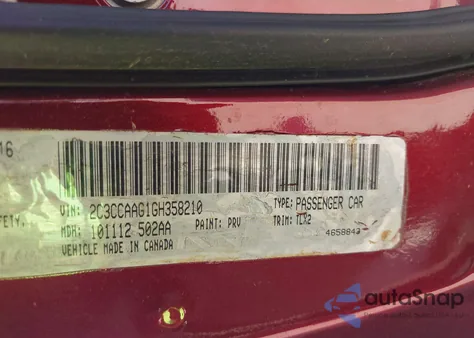 16
VIN: 2C3CCAAG1GH358210 TYPE: PASSENGER CAR
SAFETY, MDH: 101112 502AA PAINT: PRV TRIM: TLX2
VEHICLE MADE IN CANADA 4658843
autoSnap